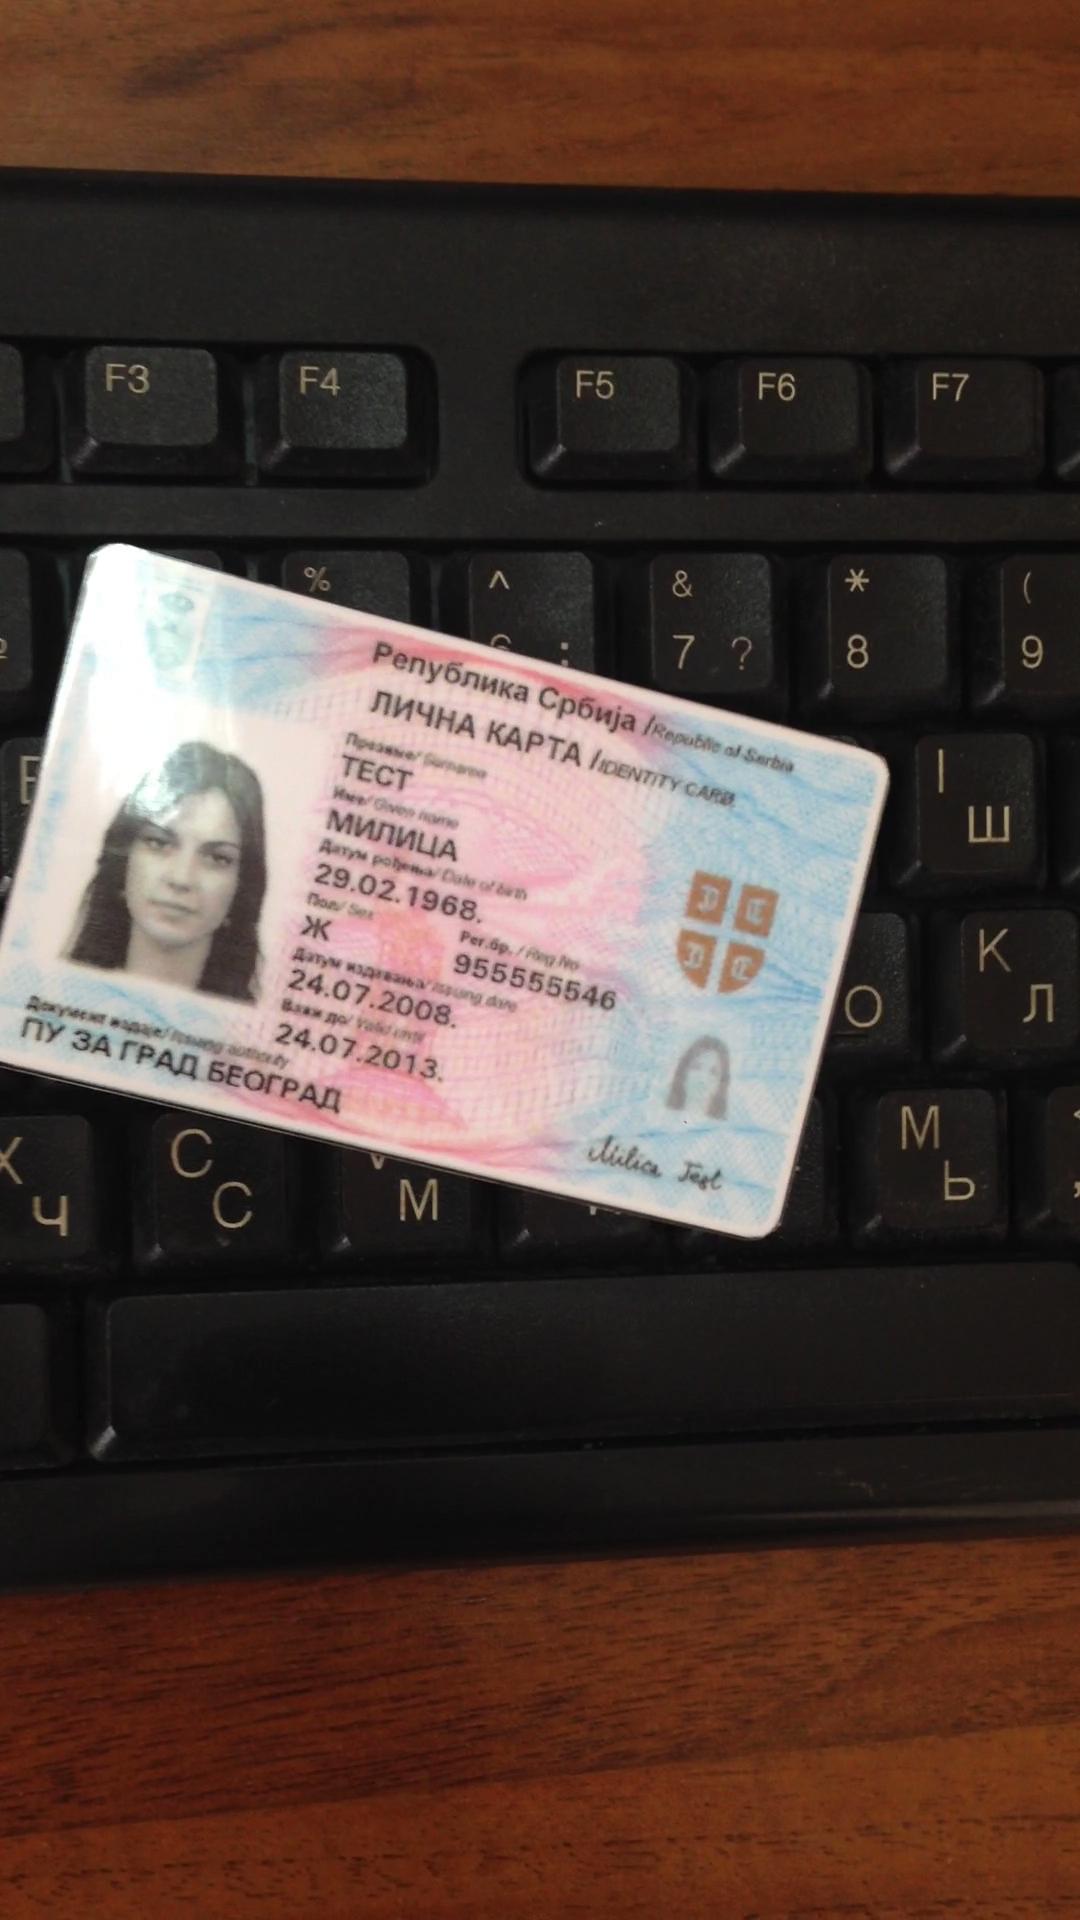 F3 F4 F5 F6 F7
% ^ & * (
7 ? 8 9
Република Србија / Republic of Serbia
ЛИЧНА КАРТА / IDENTITY CARD
Презиме/ Surname
ТЕСТ
Име/ Given name
МИЛИЦА
Датум рођења/ Date of birth
29.02.1968.
Пол/ Sex
Ж
Рег.бр. / Reg.No
955555546
Датум издавања/ Issuing date
24.07.2008.
Важи до/ Valid until
24.07.2013.
Документ издаје/ Issuing authority
ПУ ЗА ГРАД БЕОГРАД
Milica Test
I Ш
O K Л
Ч C С М M Ь